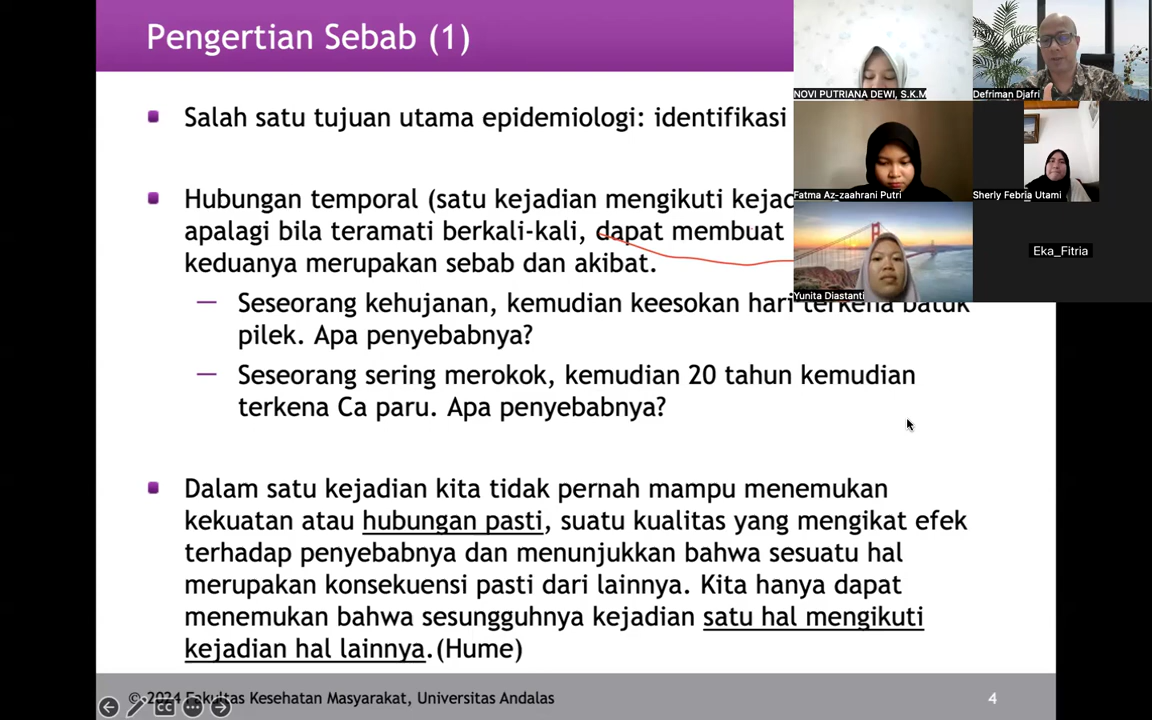 Pengertian Sebab (1)
Salah satu tujuan utama epidemiologi: identifikasi
Hubungan temporal (satu kejadian mengikuti kejad
apalagi bila teramati berkali-kali, dapat membuat
keduanya merupakan sebab dan akibat.
— Seseorang kehujanan, kemudian keesokan hari terkena batuk
pilek. Apa penyebabnya?
— Seseorang sering merokok, kemudian 20 tahun kemudian
terkena Ca paru. Apa penyebabnya?
Dalam satu kejadian kita tidak pernah mampu menemukan
kekuatan atau hubungan pasti, suatu kualitas yang mengikat efek
terhadap penyebabnya dan menunjukkan bahwa sesuatu hal
merupakan konsekuensi pasti dari lainnya. Kita hanya dapat
menemukan bahwa sesungguhnya kejadian satu hal mengikuti
kejadian hal lainnya.(Hume)
© 2024 Fakultas Kesehatan Masyarakat, Universitas Andalas
4
CC
NOVI PUTRIANA DEWI, S.K.M
Defriman Djafri
Fatma Az-zaahrani Putri
Sherly Febria Utami
Yunita Diastanti
Eka_Fitria